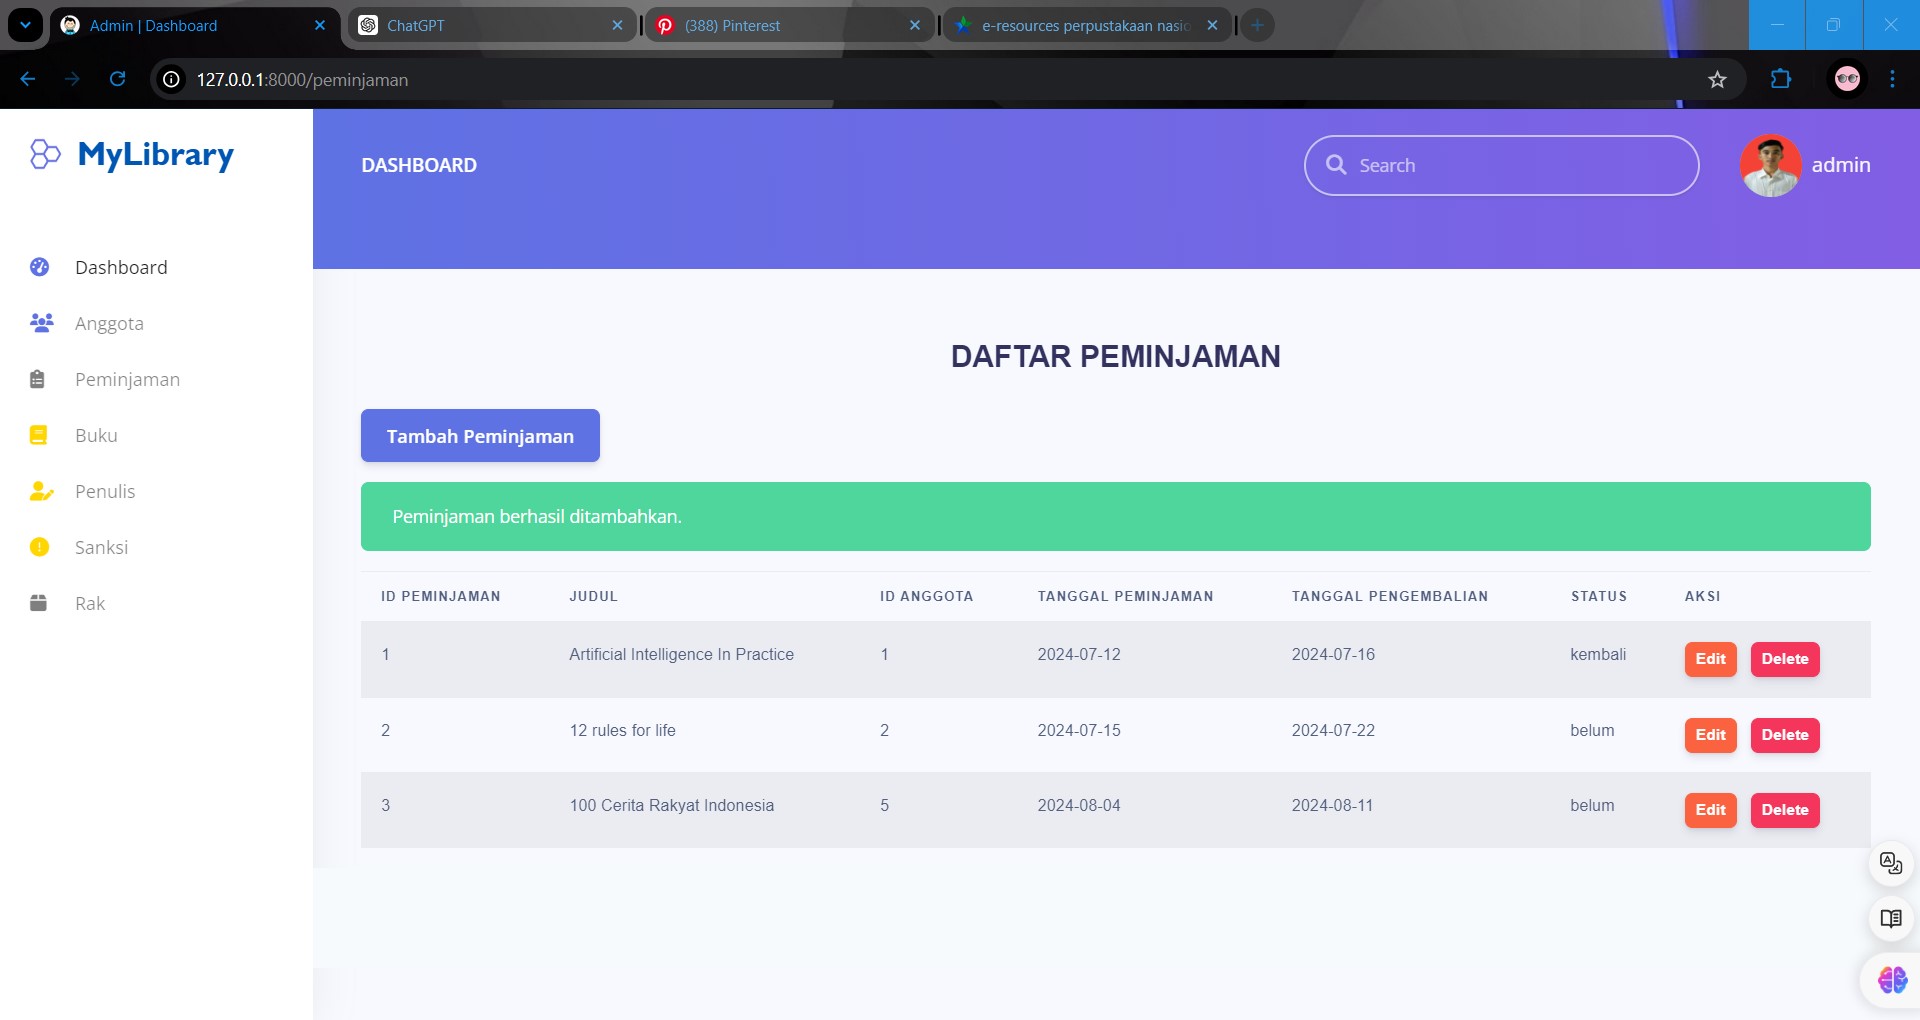 Admin | Dashboard
ChatGPT
(388) Pinterest
e-resources perpustakaan nasio
127.0.0.1:8000/peminjaman
MyLibrary
DASHBOARD
Search
admin
Dashboard
Anggota
Peminjaman
Buku
Penulis
Sanksi
Rak
DAFTAR PEMINJAMAN
Tambah Peminjaman
Peminjaman berhasil ditambahkan.
ID PEMINJAMAN JUDUL ID ANGGOTA TANGGAL PEMINJAMAN TANGGAL PENGEMBALIAN STATUS AKSI
1 Artificial Intelligence In Practice 1 2024-07-12 2024-07-16 kembali Edit Delete
2 12 rules for life 2 2024-07-15 2024-07-22 belum Edit Delete
3 100 Cerita Rakyat Indonesia 5 2024-08-04 2024-08-11 belum Edit Delete